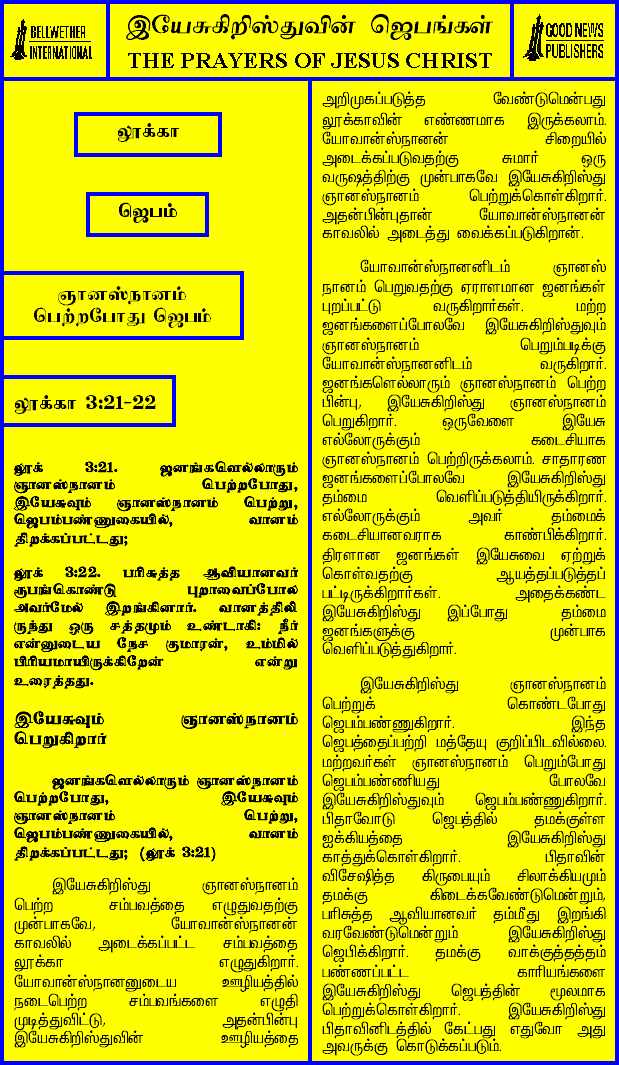 BELLWETHER
INTERNATIONAL
இயேசுகிறிஸ்துவின் ஜெபங்கள்
THE PRAYERS OF JESUS CHRIST
GOOD NEWS
PUBLISHERS
லூக்கா
ஜெபம்
ஞானஸ்நானம்
பெற்றபோது ஜெபம்
லூக்கா 3:21-22
லூக் 3:21. ஜனங்களெல்லாரும்
ஞானஸ்நானம் பெற்றபோது,
இயேசுவும் ஞானஸ்நானம் பெற்று,
ஜெபம்பண்ணுகையில், வானம்
திறக்கப்பட்டது;
லூக் 3:22. பரிசுத்த ஆவியானவர்
ரூபங்கொண்டு புறாவைப்போல
அவர்மேல் இறங்கினார். வானத்திலி
ருந்து ஒரு சத்தமும் உண்டாகி: நீர்
என்னுடைய நேச குமாரன், உம்மில்
பிரியமாயிருக்கிறேன் என்று
உரைத்தது.
இயேசுவும் ஞானஸ்நானம்
பெறுகிறார்
ஜனங்களெல்லாரும் ஞானஸ்நானம்
பெற்றபோது, இயேசுவும்
ஞானஸ்நானம் பெற்று,
ஜெபம்பண்ணுகையில், வானம்
திறக்கப்பட்டது; (லூக் 3:21)
இயேசுகிறிஸ்து ஞானஸ்நானம்
பெற்ற சம்பவத்தை எழுதுவதற்கு
முன்பாகவே, யோவான்ஸ்நானன்
காவலில் அடைக்கப்பட்ட சம்பவத்தை
லூக்கா எழுதுகிறார்.
யோவான்ஸ்நானனுடைய ஊழியத்தில்
நடைபெற்ற சம்பவங்களை எழுதி
முடித்துவிட்டு, அதன்பின்பு
இயேசுகிறிஸ்துவின் ஊழியத்தை
அறிமுகப்படுத்த வேண்டுமென்பது
லூக்காவின் எண்ணமாக இருக்கலாம்.
யோவான்ஸ்நானன் சிறையில்
அடைக்கப்படுவதற்கு சுமார் ஒரு
வருஷத்திற்கு முன்பாகவே இயேசுகிறிஸ்து
ஞானஸ்நானம் பெற்றுக்கொள்கிறார்.
அதன்பின்புதான் யோவான்ஸ்நானன்
காவலில் அடைத்து வைக்கப்படுகிறான்.
யோவான்ஸ்நானனிடம் ஞானஸ்
நானம் பெறுவதற்கு ஏராளமான ஜனங்கள்
புறப்பட்டு வருகிறார்கள். மற்ற
ஜனங்களைப்போலவே இயேசுகிறிஸ்துவும்
ஞானஸ்நானம் பெறும்படிக்கு
யோவான்ஸ்நானனிடம் வருகிறார்.
ஜனங்களெல்லாரும் ஞானஸ்நானம் பெற்ற
பின்பு, இயேசுகிறிஸ்து ஞானஸ்நானம்
பெறுகிறார். ஒருவேளை இயேசு
எல்லோருக்கும் கடைசியாக
ஞானஸ்நானம் பெற்றிருக்கலாம். சாதாரண
ஜனங்களைப்போலவே இயேசுகிறிஸ்து
தம்மை வெளிப்படுத்தியிருக்கிறார்.
எல்லோருக்கும் அவர் தம்மைக்
கடைசியானவராக காண்பிக்கிறார்.
திரளான ஜனங்கள் இயேசுவை ஏற்றுக்
கொள்வதற்கு ஆயத்தப்படுத்தப்
பட்டிருக்கிறார்கள். அதைக்கண்ட
இயேசுகிறிஸ்து இப்போது தம்மை
ஜனங்களுக்கு முன்பாக
வெளிப்படுத்துகிறார்.
இயேசுகிறிஸ்து ஞானஸ்நானம்
பெற்றுக் கொண்டபோது
ஜெபம்பண்ணுகிறார். இந்த
ஜெபத்தைப்பற்றி மத்தேயு குறிப்பிடவில்லை.
மற்றவர்கள் ஞானஸ்நானம் பெறும்போது
ஜெபம்பண்ணியது போலவே
இயேசுகிறிஸ்துவும் ஜெபம்பண்ணுகிறார்.
பிதாவோடு ஜெபத்தில் தமக்குள்ள
ஐக்கியத்தை இயேசுகிறிஸ்து
காத்துக்கொள்கிறார். பிதாவின்
விசேஷித்த கிருபையும் சிலாக்கியமும்
தமக்கு கிடைக்கவேண்டுமென்றும்,
பரிசுத்த ஆவியானவர் தம்மீது இறங்கி
வரவேண்டுமென்றும் இயேசுகிறிஸ்து
ஜெபிக்கிறார். தமக்கு வாக்குத்தத்தம்
பண்ணப்பட்ட காரியங்களை
இயேசுகிறிஸ்து ஜெபத்தின் மூலமாக
பெற்றுக்கொள்கிறார். இயேசுகிறிஸ்து
பிதாவினிடத்தில் கேட்பது எதுவோ அது
அவருக்கு கொடுக்கப்படும்.